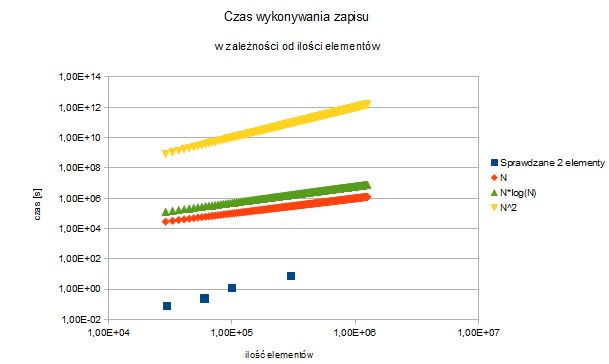 Czas wykonywania zapisu
w zależności od ilości elementów
1,00E+14
1,00E+12
1,00E+10
1,00E+08
1,00E+06
1,00E+04
1,00E+02
1,00E+00
1,00E-02
czas [s]
1,00E+04 1,00E+05 1,00E+06 1,00E+07
ilość elementów
Sprawdzane 2 elementy
N
N*log(N)
N^2